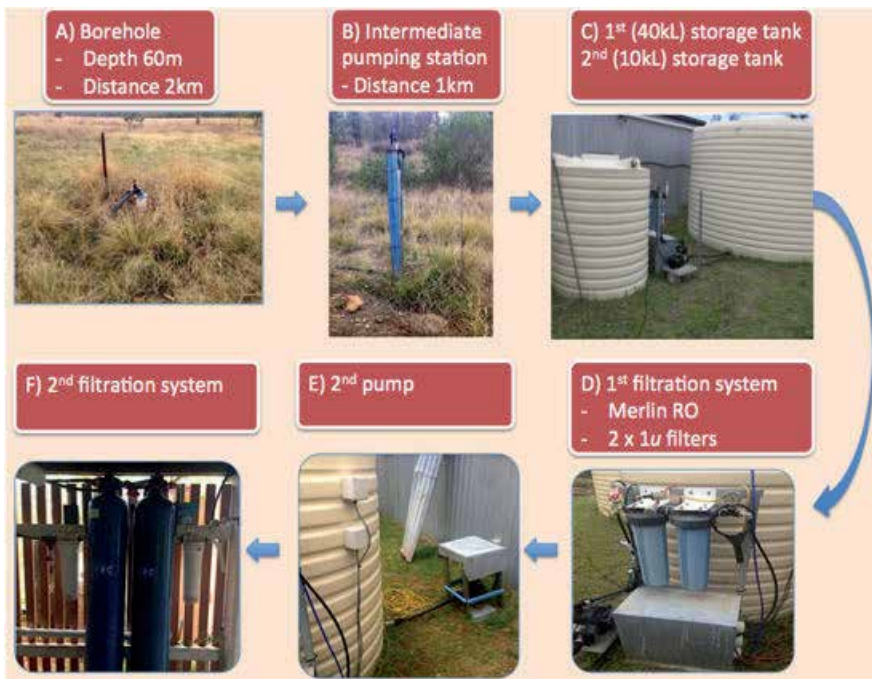 A) Borehole
- Depth 60m
- Distance 2km
B) Intermediate
pumping station
- Distance 1km
C) 1st (40kL) storage tank
2nd (10kL) storage tank
F) 2nd filtration system
E) 2nd pump
D) 1st filtration system
- Merlin RO
- 2 x 1u filters